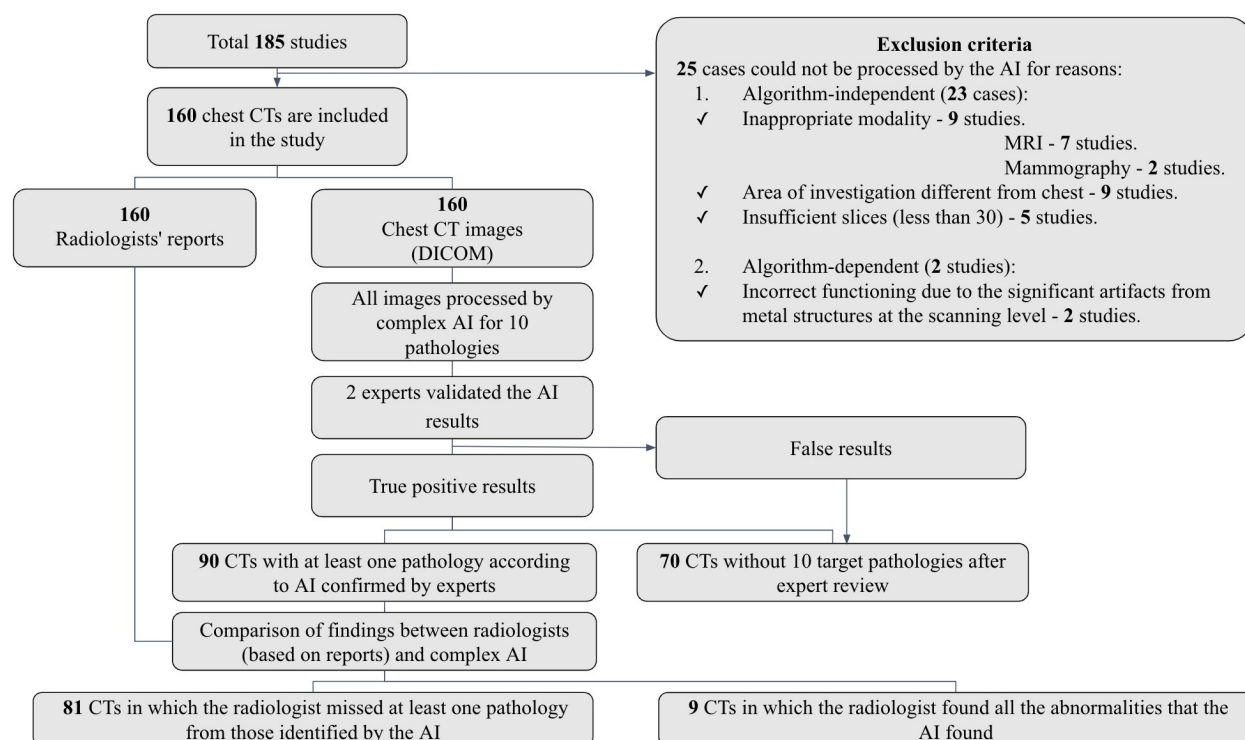 Total 185 studies
Exclusion criteria
25 cases could not be processed by the AI for reasons:
1. Algorithm-independent (23 cases):
✓ Inappropriate modality - 9 studies.
MRI - 7 studies.
Mammography - 2 studies.
✓ Area of investigation different from chest - 9 studies.
✓ Insufficient slices (less than 30) - 5 studies.
2. Algorithm-dependent (2 studies):
✓ Incorrect functioning due to the significant artifacts from
metal structures at the scanning level - 2 studies.
160 chest CTs are included
in the study
160
Radiologists' reports
160
Chest CT images
(DICOM)
All images processed by
complex AI for 10
pathologies
2 experts validated the AI
results
False results
True positive results
90 CTs with at least one pathology according
to AI confirmed by experts
70 CTs without 10 target pathologies after
expert review
Comparison of findings between radiologists
(based on reports) and complex AI
81 CTs in which the radiologist missed at least one pathology
from those identified by the AI
9 CTs in which the radiologist found all the abnormalities that the
AI found